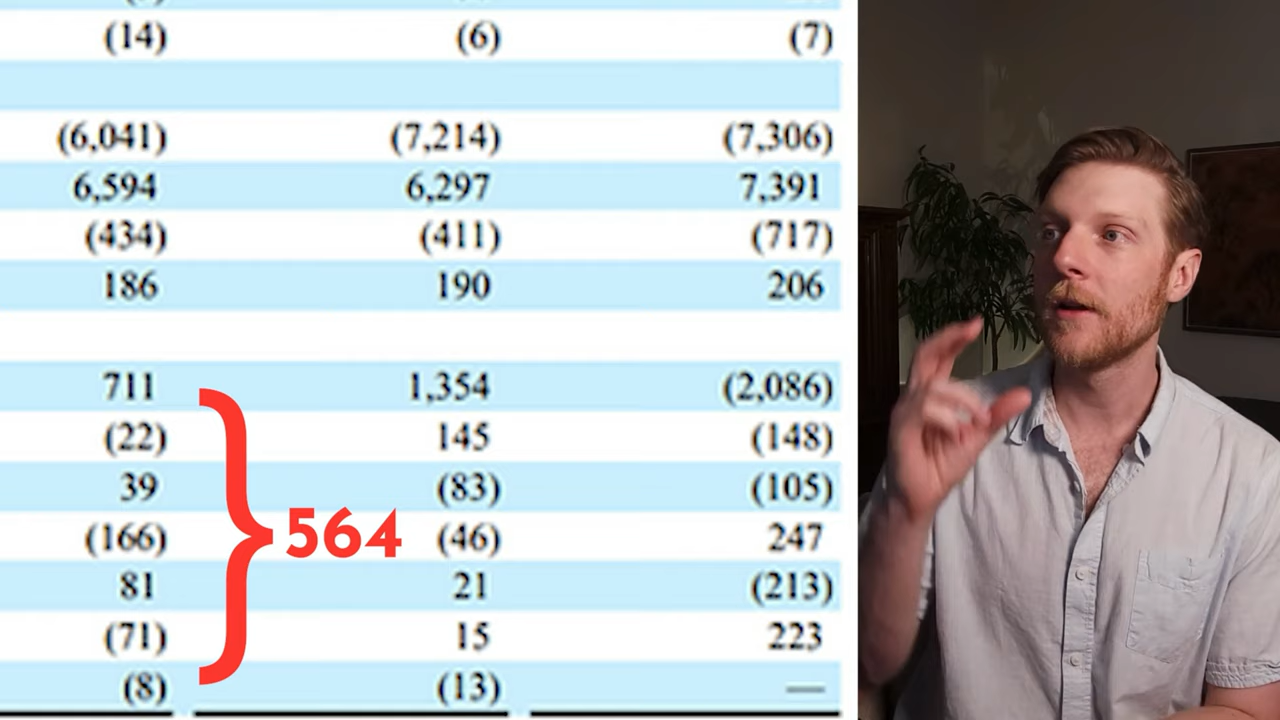 (14) (6) (7)
(6,041) (7,214) (7,306)
6,594 6,297 7,391
(434) (411) (717)
186 190 206
711 1,354 (2,086)
(22) 145 (148)
39 (83) (105)
(166) 564 (46) 247
81 21 (213)
(71) 15 223
(8) (13) —